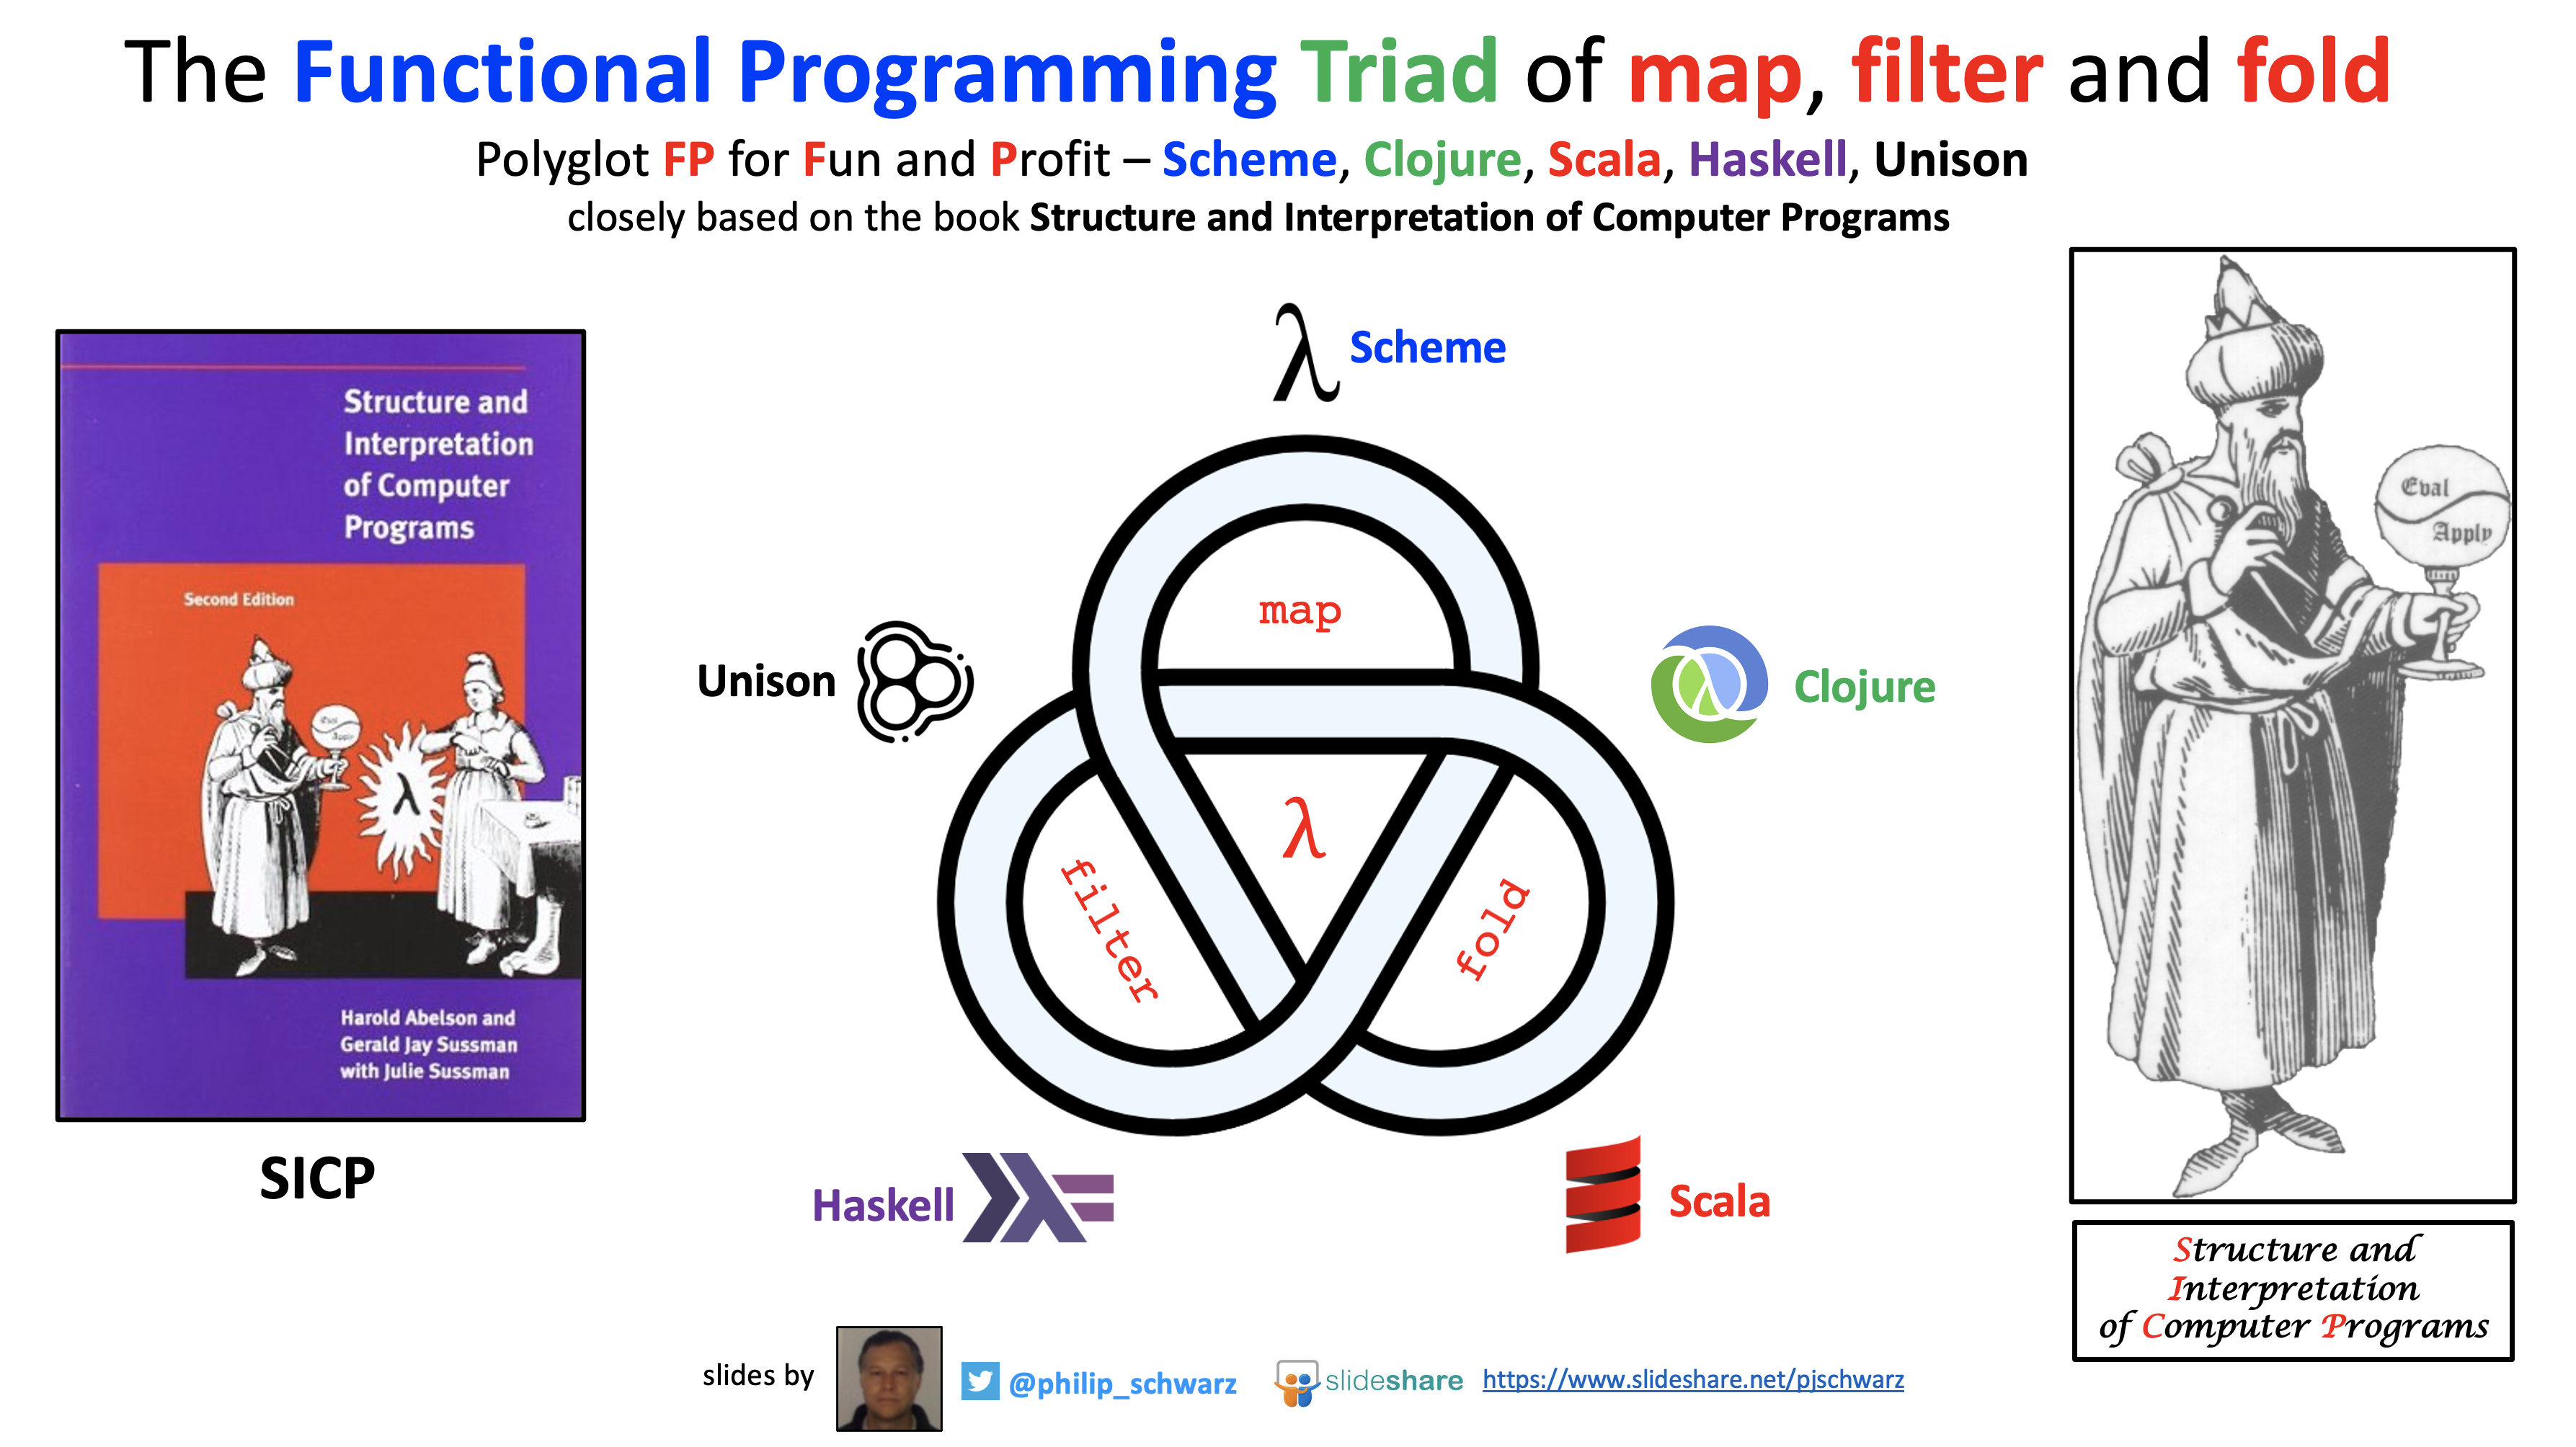 The Functional Programming Triad of map, filter and fold
Polyglot FP for Fun and Profit – Scheme, Clojure, Scala, Haskell, Unison
closely based on the book Structure and Interpretation of Computer Programs
Structure and
Interpretation
of Computer
Programs
Second Edition
Eval
Apply
λ
Harold Abelson and
Gerald Jay Sussman
with Julie Sussman
SICP
λ Scheme
Unison
Clojure
map
λ
filter
fold
Haskell
Scala
Eval
Apply
Structure and
Interpretation
of Computer Programs
slides by
@philip_schwarz
slideshare
https://www.slideshare.net/pjschwarz